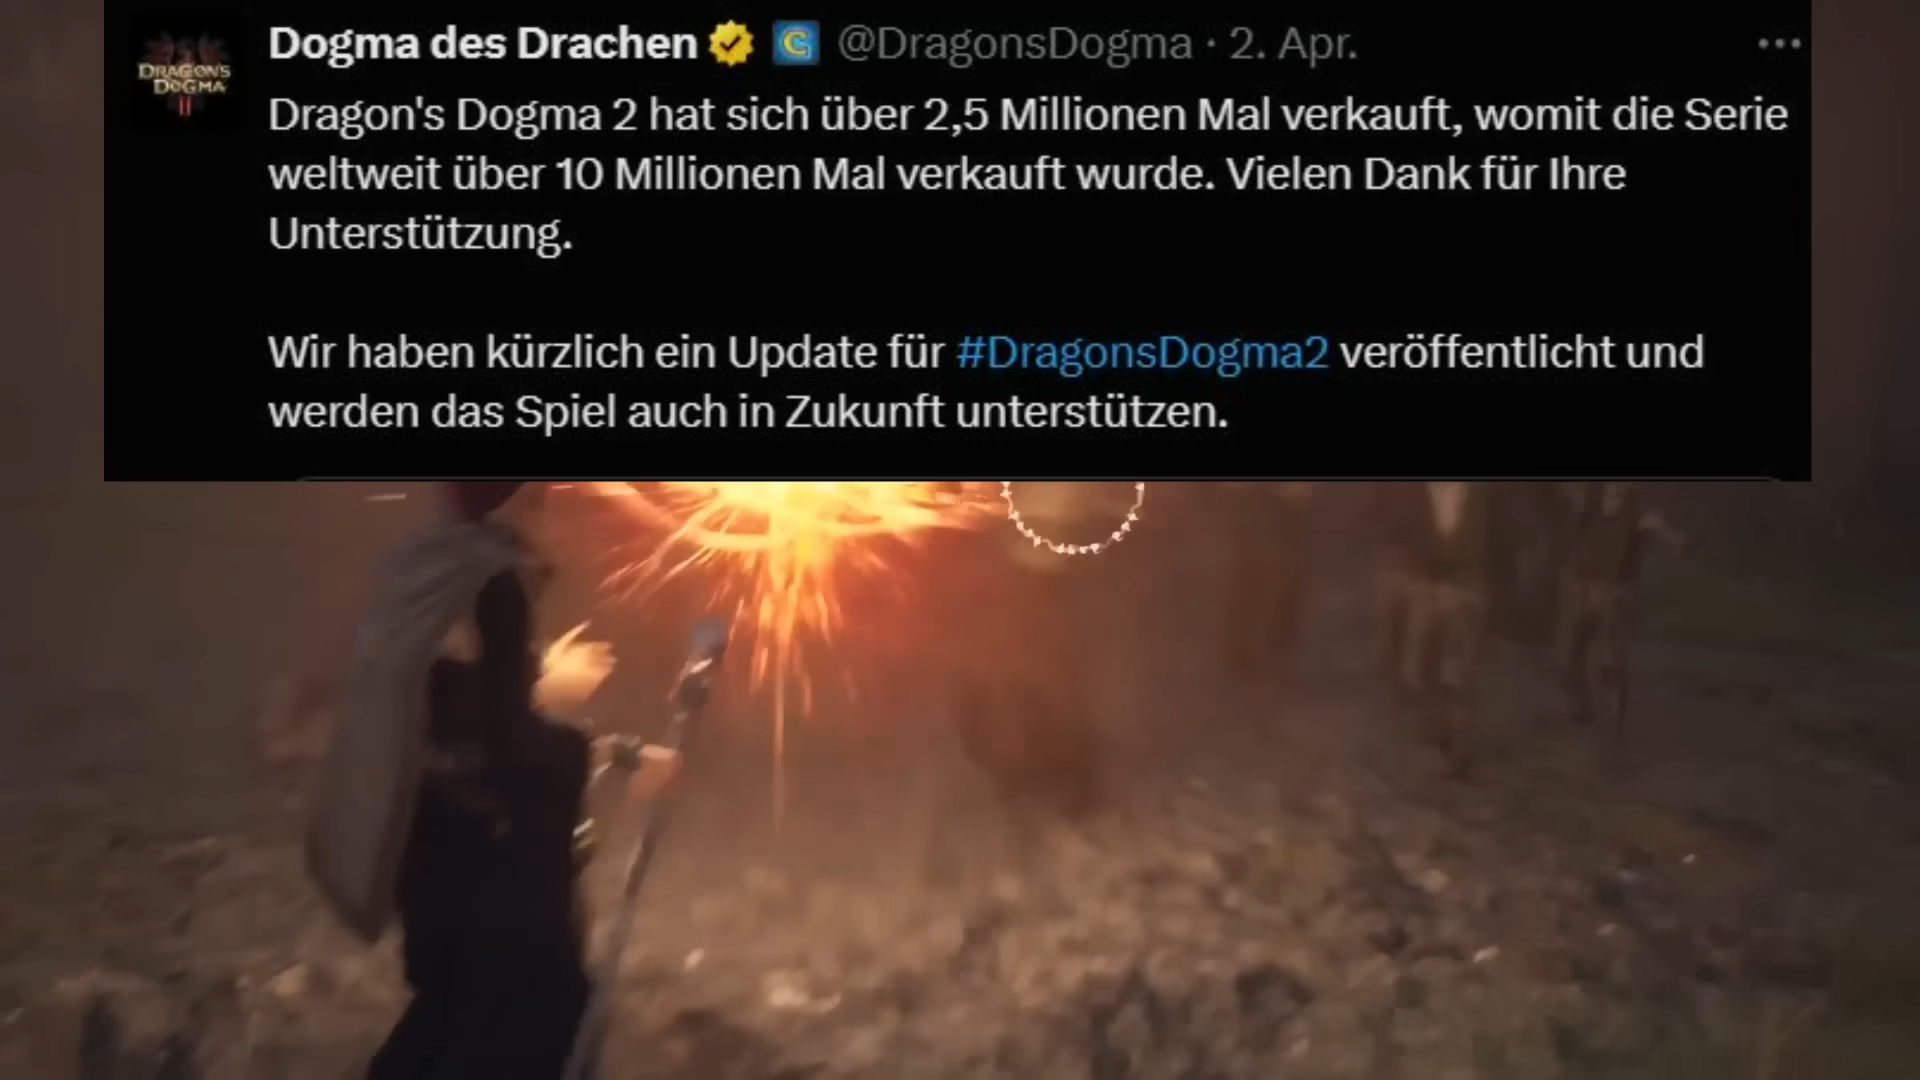 DRAGON'S
DOGMA
II
Dogma des Drachen @DragonsDogma · 2. Apr.
Dragon's Dogma 2 hat sich über 2,5 Millionen Mal verkauft, womit die Serie
weltweit über 10 Millionen Mal verkauft wurde. Vielen Dank für Ihre
Unterstützung.
Wir haben kürzlich ein Update für #DragonsDogma2 veröffentlicht und
werden das Spiel auch in Zukunft unterstützen.